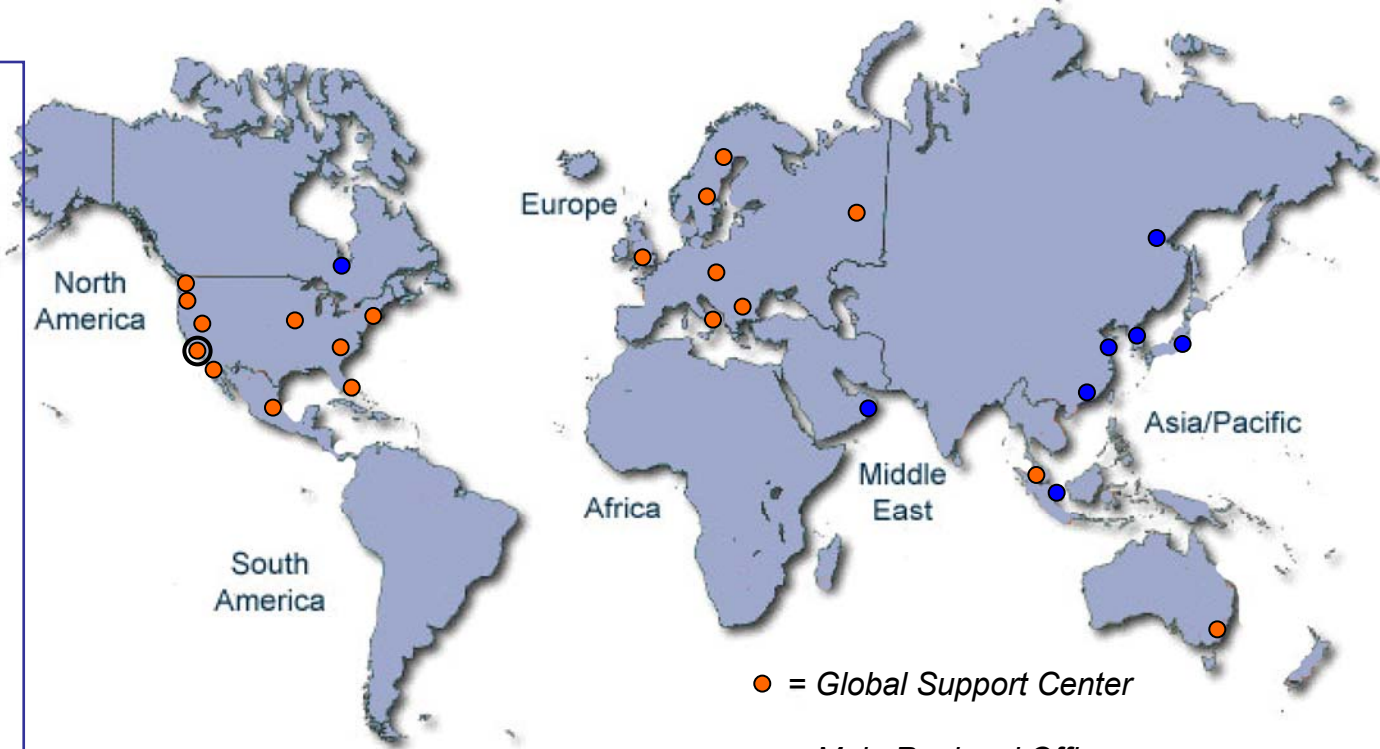 Europe
North
America
Asia/Pacific
Middle
East
Africa
South
America
= Global Support Center